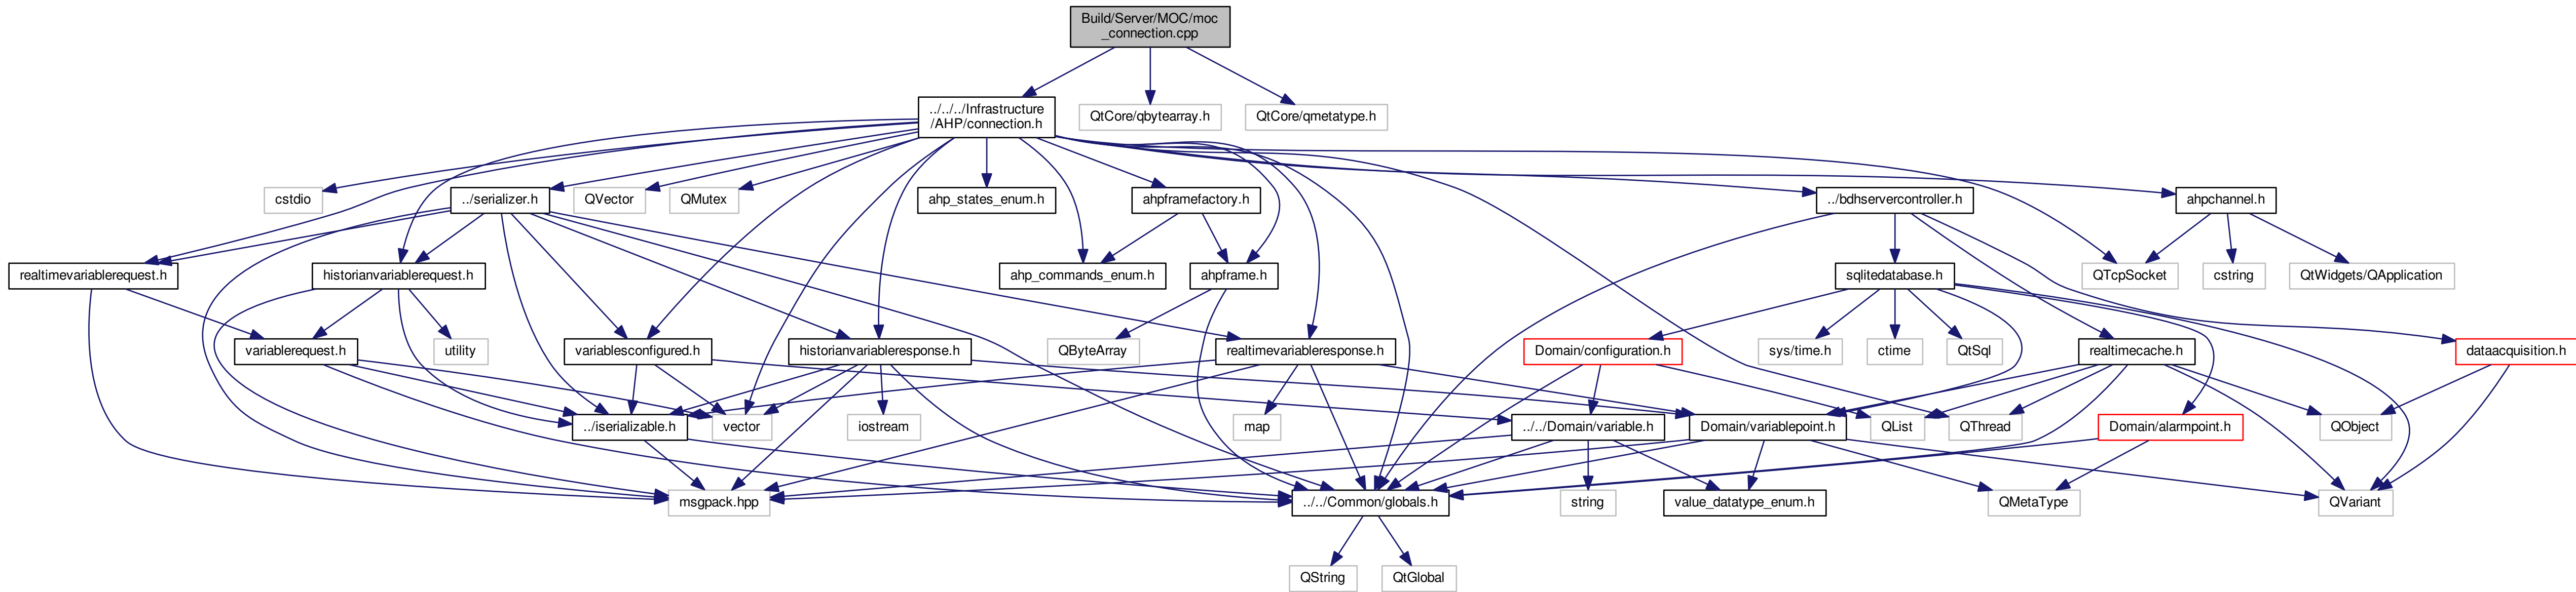 Build/Server/MOC/moc
_connection.cpp
../../../Infrastructure
/AHP/connection.h
QtCore/qbytearray.h
QtCore/qmetatype.h
cstdio
../serializer.h
QVector
QMutex
ahp_states_enum.h
ahpframefactory.h
../bdhservercontroller.h
ahpchannel.h
realtimevariablerequest.h
historianvariablerequest.h
ahp_commands_enum.h
ahpframe.h
sqlitedatabase.h
QTcpSocket
cstring
QtWidgets/QApplication
variablerequest.h
utility
variablesconfigured.h
historianvariableresponse.h
QByteArray
realtimevariableresponse.h
Domain/configuration.h
sys/time.h
ctime
QtSql
realtimecache.h
dataacquisition.h
../iserializable.h
vector
iostream
map
../../Domain/variable.h
Domain/variablepoint.h
QList
QThread
Domain/alarmpoint.h
QObject
msgpack.hpp
../../Common/globals.h
string
value_datatype_enum.h
QMetaType
QVariant
QString
QtGlobal